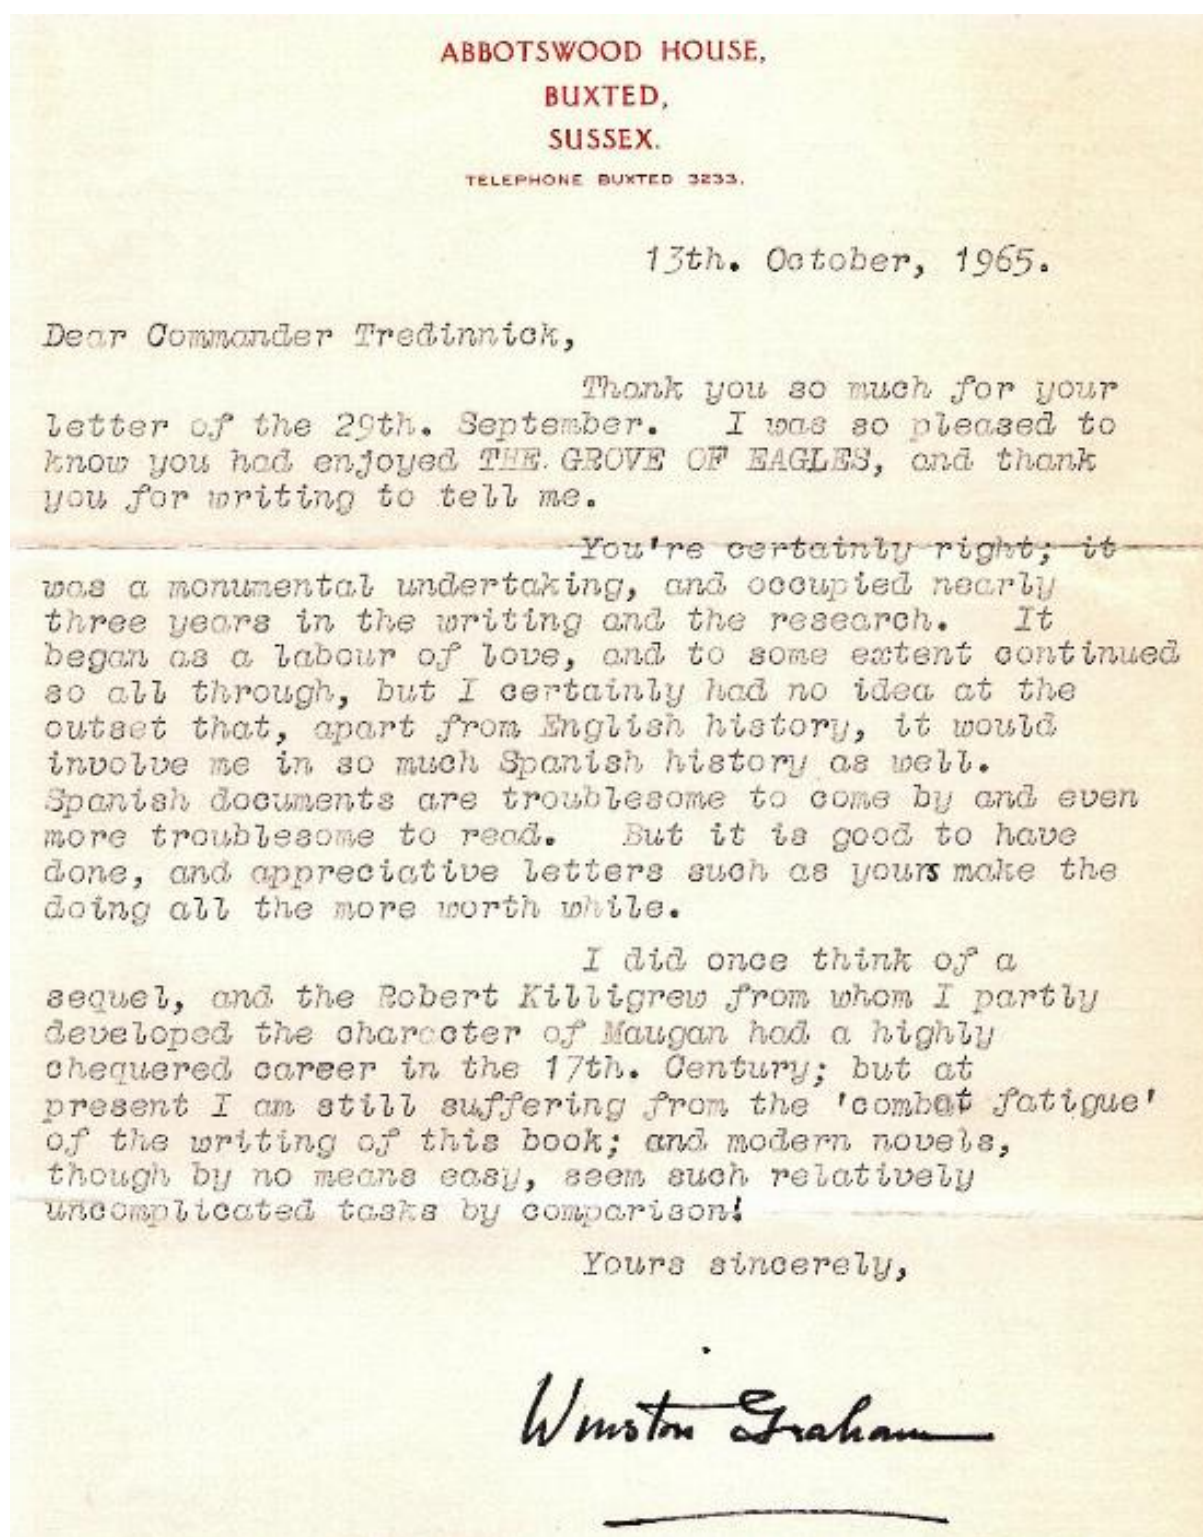 ABBOTSWOOD HOUSE,
BUXTED,
SUSSEX.
TELEPHONE BUXTED 3233.
13th. October, 1965.
Dear Commander Tredinnick,
Thank you so much for your
letter of the 29th. September. I was so pleased to
know you had enjoyed THE GROVE OF EAGLES, and thank
you for writing to tell me.
You're certainly right; it
was a monumental undertaking, and occupied nearly
three years in the writing and the research. It
began as a labour of love, and to some extent continued
so all through, but I certainly had no idea at the
outset that, apart from English history, it would
involve me in so much Spanish history as well.
Spanish documents are troublesome to come by and even
more troublesome to read. But it is good to have
done, and appreciative letters such as yours make the
doing all the more worth while.
I did once think of a
sequel, and the Robert Killigrew from whom I partly
developed the character of Maugan had a highly
chequered career in the 17th. Century; but at
present I am still suffering from the 'combat fatigue'
of the writing of this book; and modern novels,
though by no means easy, seem such relatively
uncomplicated tasks by comparison!
Yours sincerely,
Winston Graham